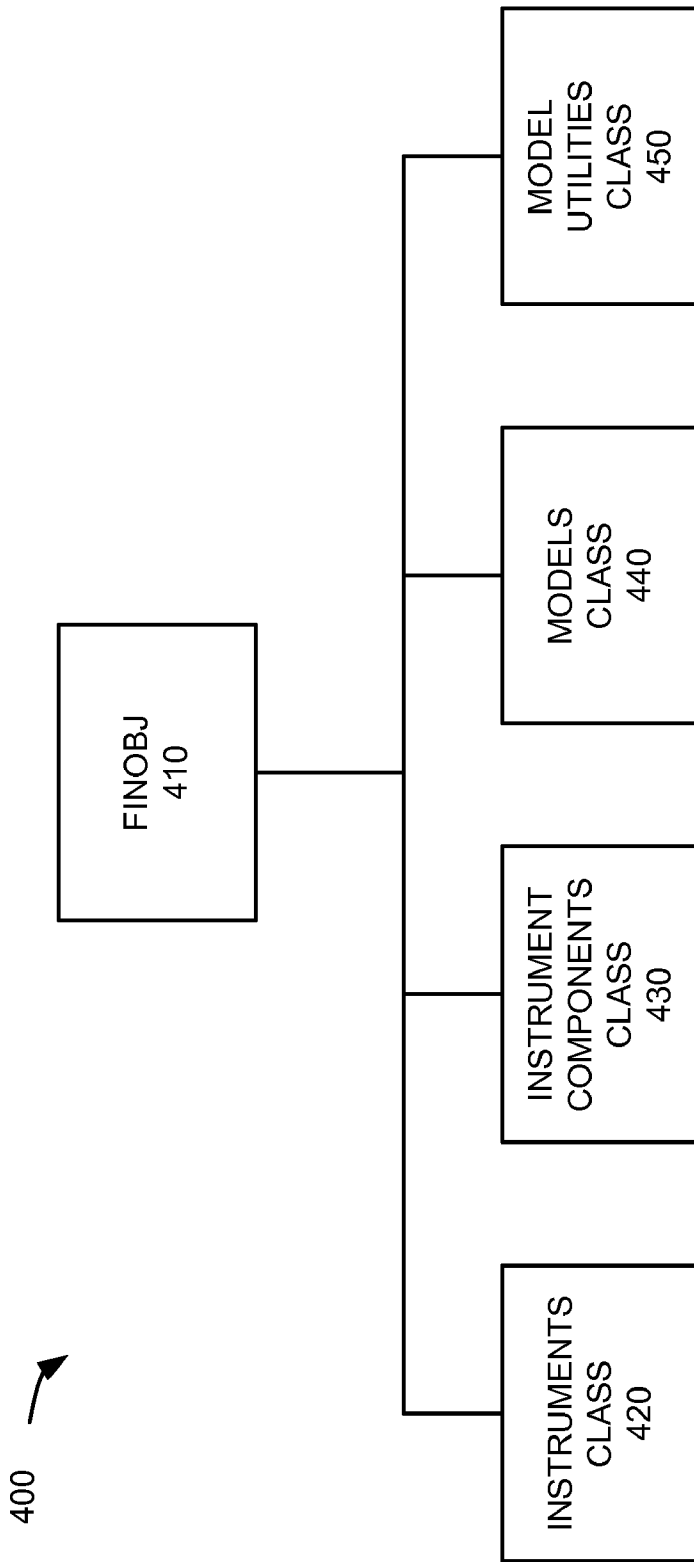 400
FINOBJ
410
INSTRUMENTS
CLASS
420
INSTRUMENT
COMPONENTS
CLASS
430
MODELS
CLASS
440
MODEL
UTILITIES
CLASS
450